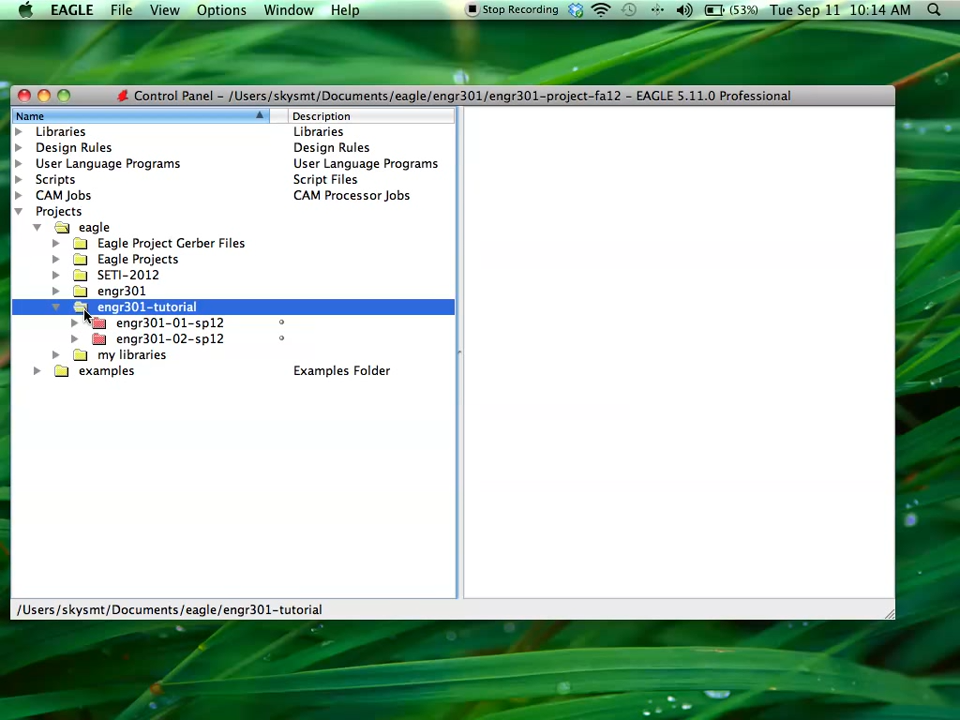 EAGLE File View Options Window Help Stop Recording (53%) Tue Sep 11 10:14 AM
Control Panel – /Users/skysmt/Documents/eagle/engr301/engr301-project-fa12 – EAGLE 5.11.0 Professional
Name Description
Libraries Libraries
Design Rules Design Rules
User Language Programs User Language Programs
Scripts Script Files
CAM Jobs CAM Processor Jobs
Projects
eagle
Eagle Project Gerber Files
Eagle Projects
SETI-2012
engr301
engr301-tutorial
engr301-01-sp12
engr301-02-sp12
my libraries
examples Examples Folder
/Users/skysmt/Documents/eagle/engr301-tutorial